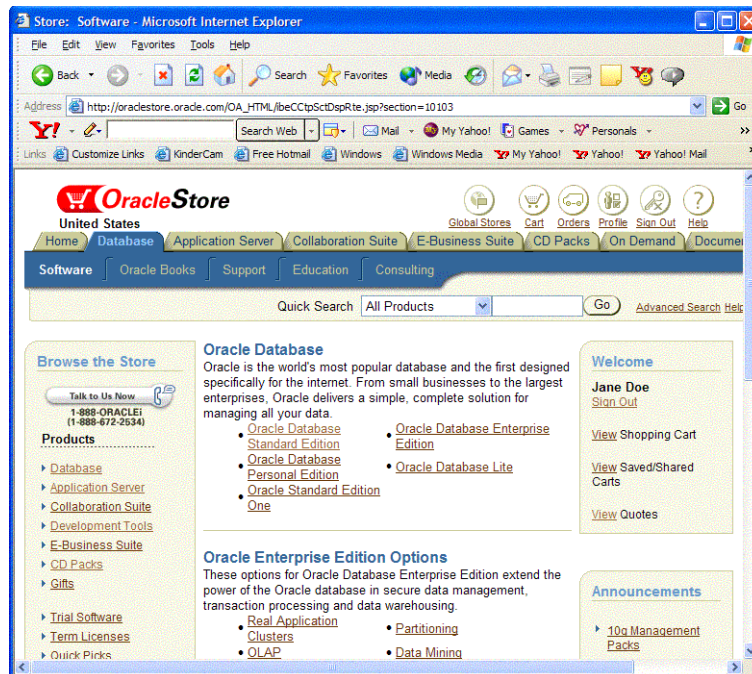 Store: Software - Microsoft Internet Explorer
File Edit View Favorites Tools Help
Back Search Favorites Media
Address http://oraclestore.oracle.com/OA_HTML/ibeCCtpSctDspRte.jsp?section=10103 Go
Y! Search Web Mail My Yahoo! Games Personals »
Links Customize Links KinderCam Free Hotmail Windows Windows Media My Yahoo! Yahoo! Yahoo! Mail
OracleStore
United States
Global Stores Cart Orders Profile Sign Out Help
Home Database Application Server Collaboration Suite E-Business Suite CD Packs On Demand Documen
Software Oracle Books Support Education Consulting
Quick Search All Products Go Advanced Search Help
Browse the Store
Talk to Us Now
1-888-ORACLEi
(1-888-672-2534)
Products
Database
Application Server
Collaboration Suite
Development Tools
E-Business Suite
CD Packs
Gifts
Trial Software
Term Licenses
Quick Picks
Oracle Database
Oracle is the world's most popular database and the first designed
specifically for the internet. From small businesses to the largest
enterprises, Oracle delivers a simple, complete solution for
managing all your data.
• Oracle Database
Standard Edition
• Oracle Database
Personal Edition
• Oracle Standard Edition
One
• Oracle Database Enterprise
Edition
• Oracle Database Lite
Oracle Enterprise Edition Options
These options for Oracle Database Enterprise Edition extend the
power of the Oracle database in secure data management,
transaction processing and data warehousing.
• Real Application
Clusters
• OLAP
• Partitioning
• Data Mining
Welcome
Jane Doe
Sign Out
View Shopping Cart
View Saved/Shared
Carts
View Quotes
Announcements
10g Management
Packs